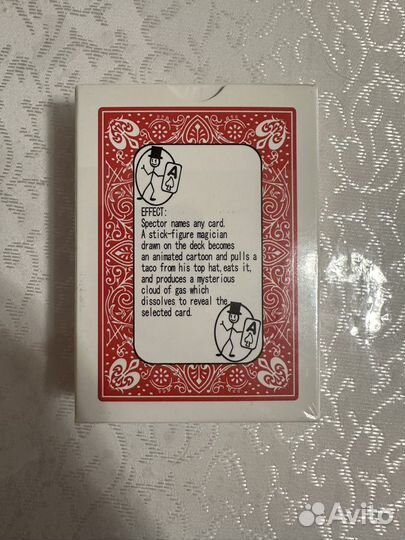 A
EFFECT:
Spector names any card.
A stick-figure magician
drawn on the deck becomes
an animated cartoon and pulls a
taco from his top hat, eats it,
and produces a mysterious
cloud of gas which
dissolves to reveal the
selected card.
A
Avito